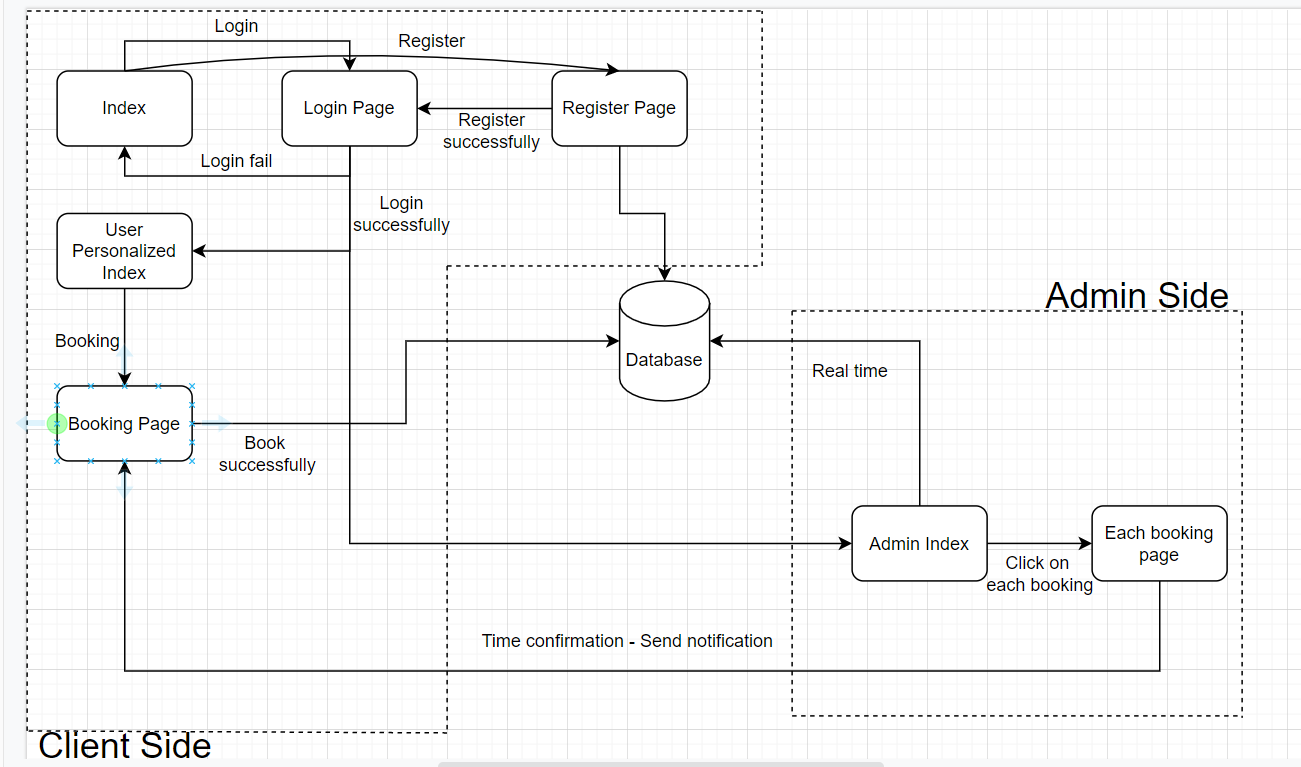 Login
Register
Index
Login Page
Register Page
Register
successfully
Login fail
Login
successfully
User
Personalized
Index
Admin Side
Booking
Database
Real time
Booking Page
Book
successfully
Admin Index
Each booking
page
Click on
each booking
Time confirmation - Send notification
Client Side